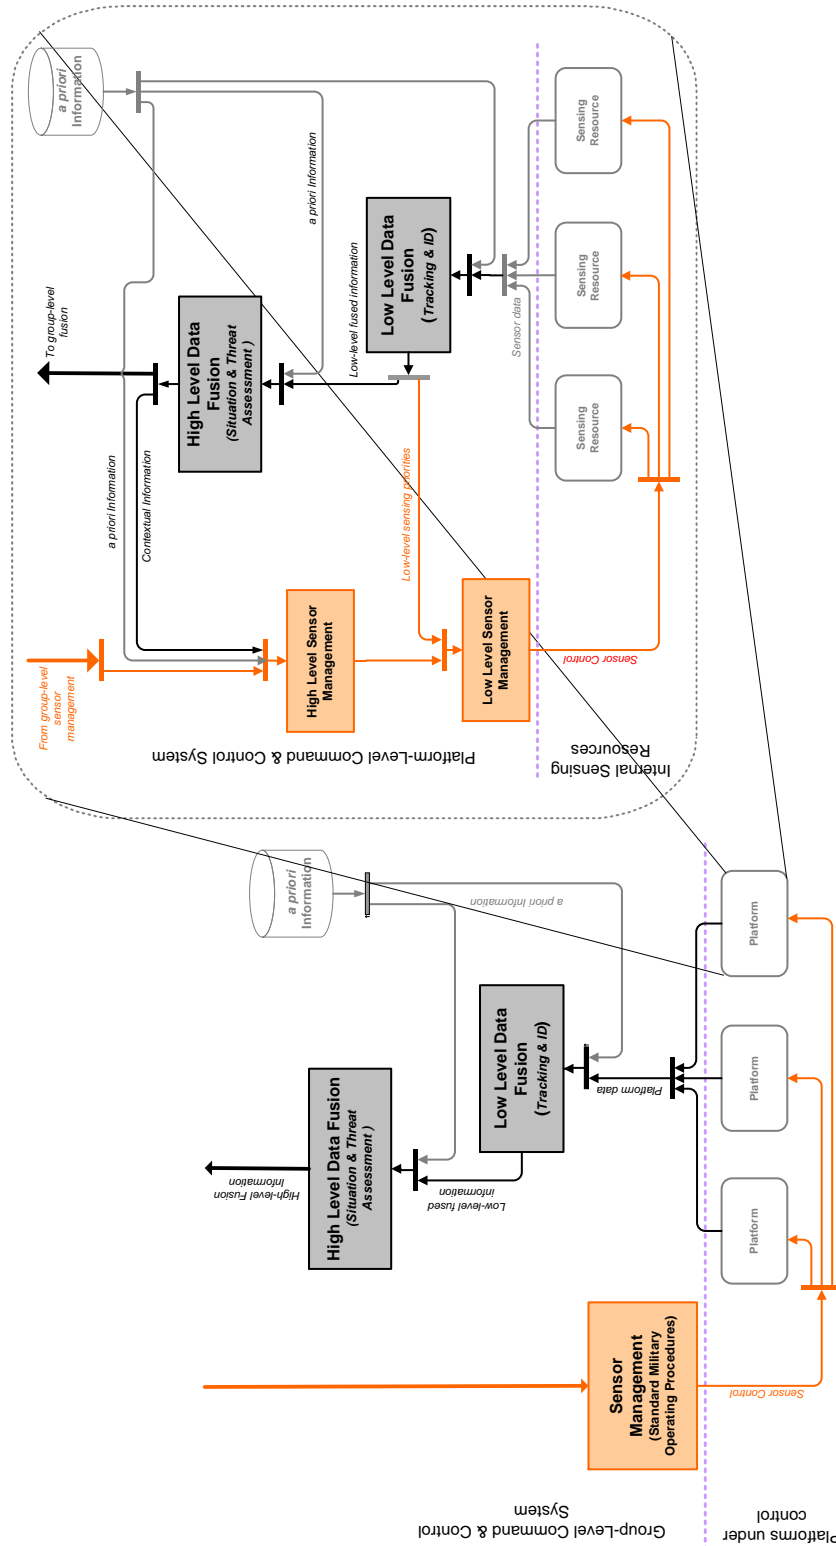 a priori
Information
To group-level
fusion
a priori Information
Low-level fused information
High Level Data
Fusion
(Situation & Threat
Assessment )
Low Level Data
Fusion
(Tracking & ID)
Sensor data
Sensing
Resource
Sensing
Resource
Sensing
Resource
a priori Information
Contextual Information
Low-level sensing priorities
From group-level
sensor
management
High Level Sensor
Management
Low Level Sensor
Management
Sensor Control
Platform-Level Command & Control System
Internal Sensing
Resources
a priori
Information
a priori Information
High-level Fusion
Information
High Level Data Fusion
(Situation & Threat
Assessment )
Low-level fused
information
Low Level Data
Fusion
(Tracking & ID)
Platform data
Platform
Platform
Platform
Sensor
Management
(Standard Military
Operating Procedures)
Sensor Control
Group-Level Command & Control
System
Platforms under
control